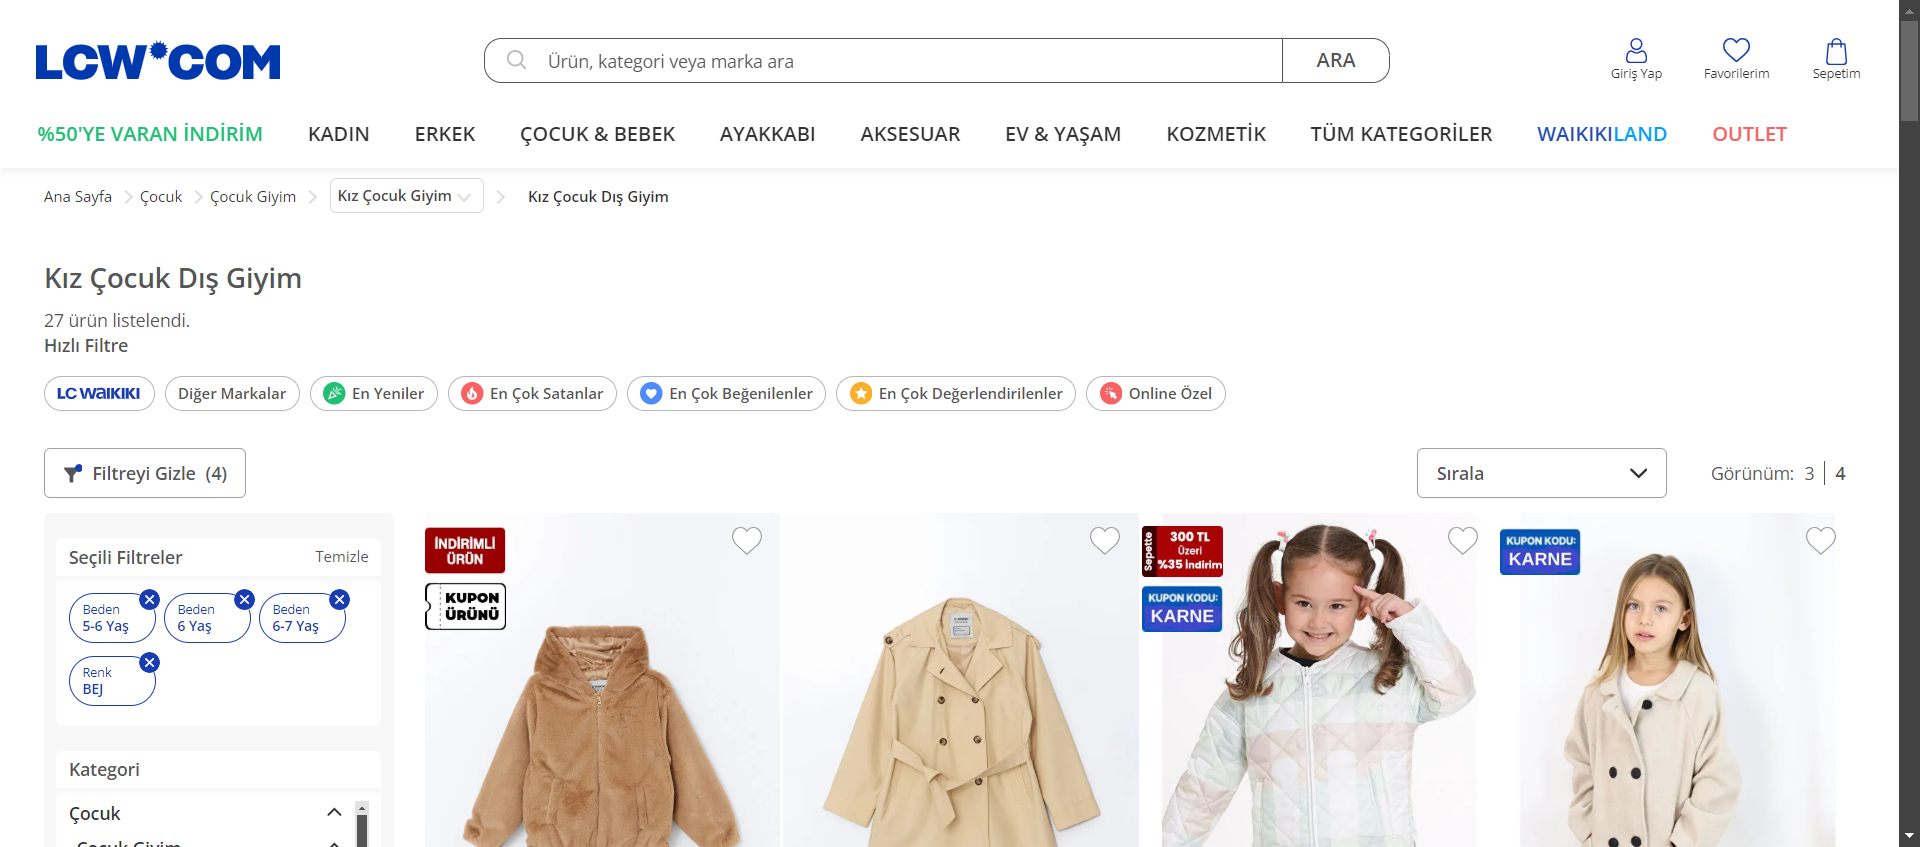 LCW COM
Ürün, kategori veya marka ara
ARA
Giriş Yap
Favorilerim
Sepetim
%50'YE VARAN İNDİRİM
KADIN
ERKEK
ÇOCUK & BEBEK
AYAKKABI
AKSESUAR
EV & YAŞAM
KOZMETİK
TÜM KATEGORİLER
WAIKIKILAND
OUTLET
Ana Sayfa
Çocuk
Çocuk Giyim
Kız Çocuk Giyim
Kız Çocuk Dış Giyim
Kız Çocuk Dış Giyim
27 ürün listelendi.
Hızlı Filtre
LC WAIKIKI
Diğer Markalar
En Yeniler
En Çok Satanlar
En Çok Beğenilenler
En Çok Değerlendirilenler
Online Özel
Filtreyi Gizle (4)
Sırala
Görünüm: 3 | 4
Seçili Filtreler
Temizle
Beden
5-6 Yaş
Beden
6 Yaş
Beden
6-7 Yaş
Renk
BEJ
Kategori
Çocuk
Çocuk Giyim
İNDİRİMLİ
ÜRÜN
KUPON
ÜRÜNÜ
Sepette
300 TL
Üzeri
%35 İndirim
KUPON KODU:
KARNE
KUPON KODU:
KARNE